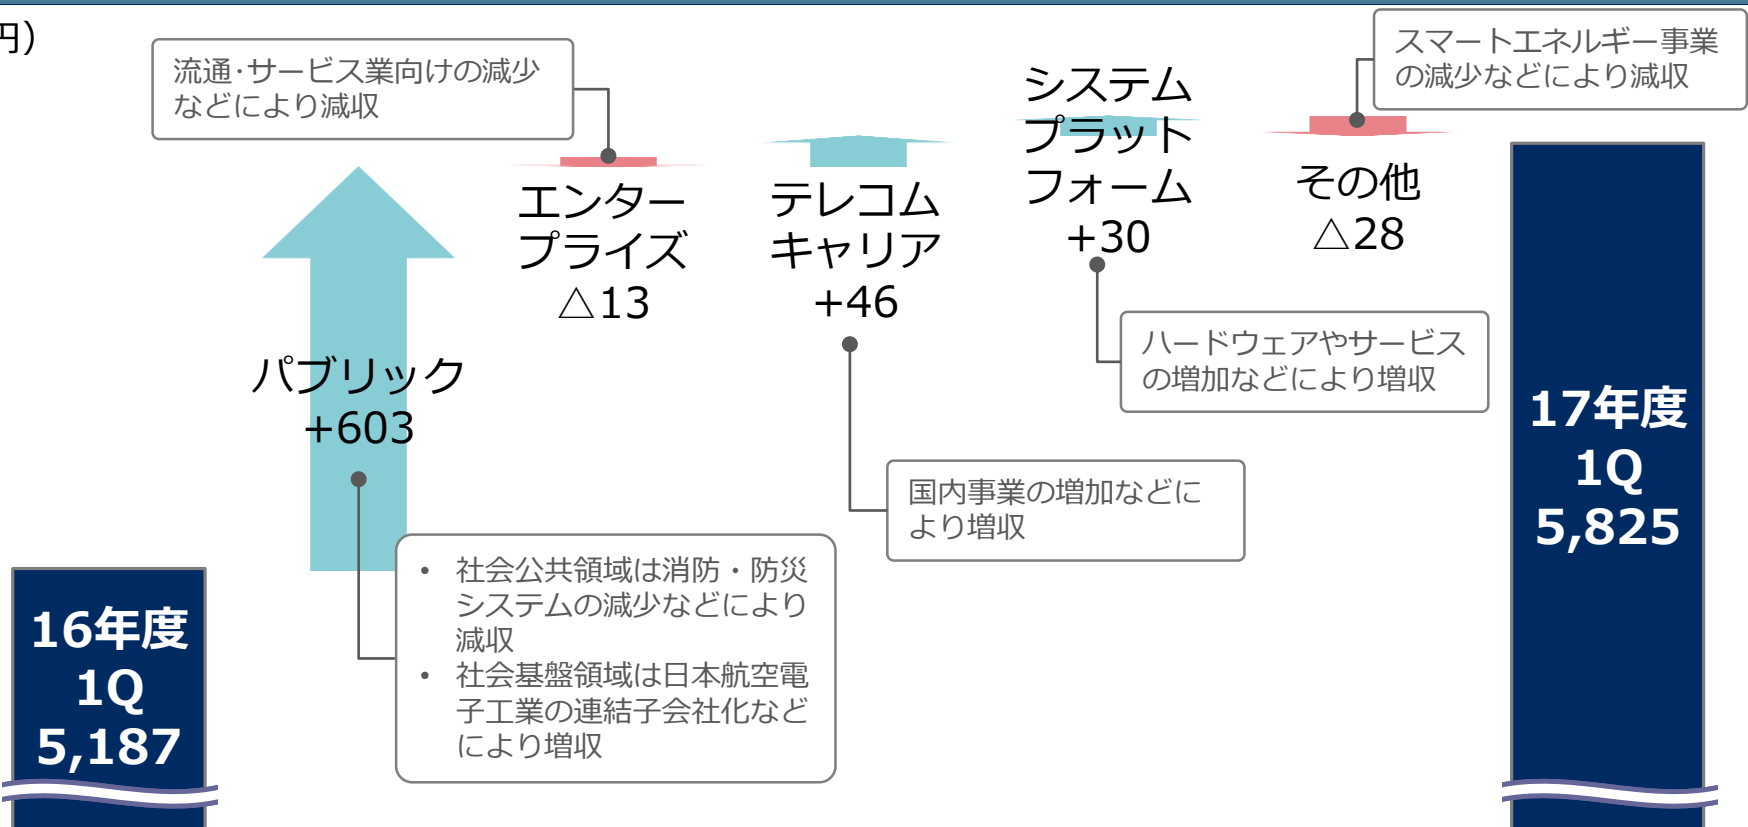 円)
流通･サービス業向けの減少
などにより減収
スマートエネルギー事業
の減少などにより減収
パブリック
+603
エンター
プライズ
△13
テレコム
キャリア
+46
システム
プラット
フォーム
+30
その他
△28
ハードウェアやサービス
の増加などにより増収
国内事業の増加などに
より増収
• 社会公共領域は消防・防災
システムの減少などにより
減収
• 社会基盤領域は日本航空電
子工業の連結子会社化など
により増収
16年度
1Q
5,187
17年度
1Q
5,825